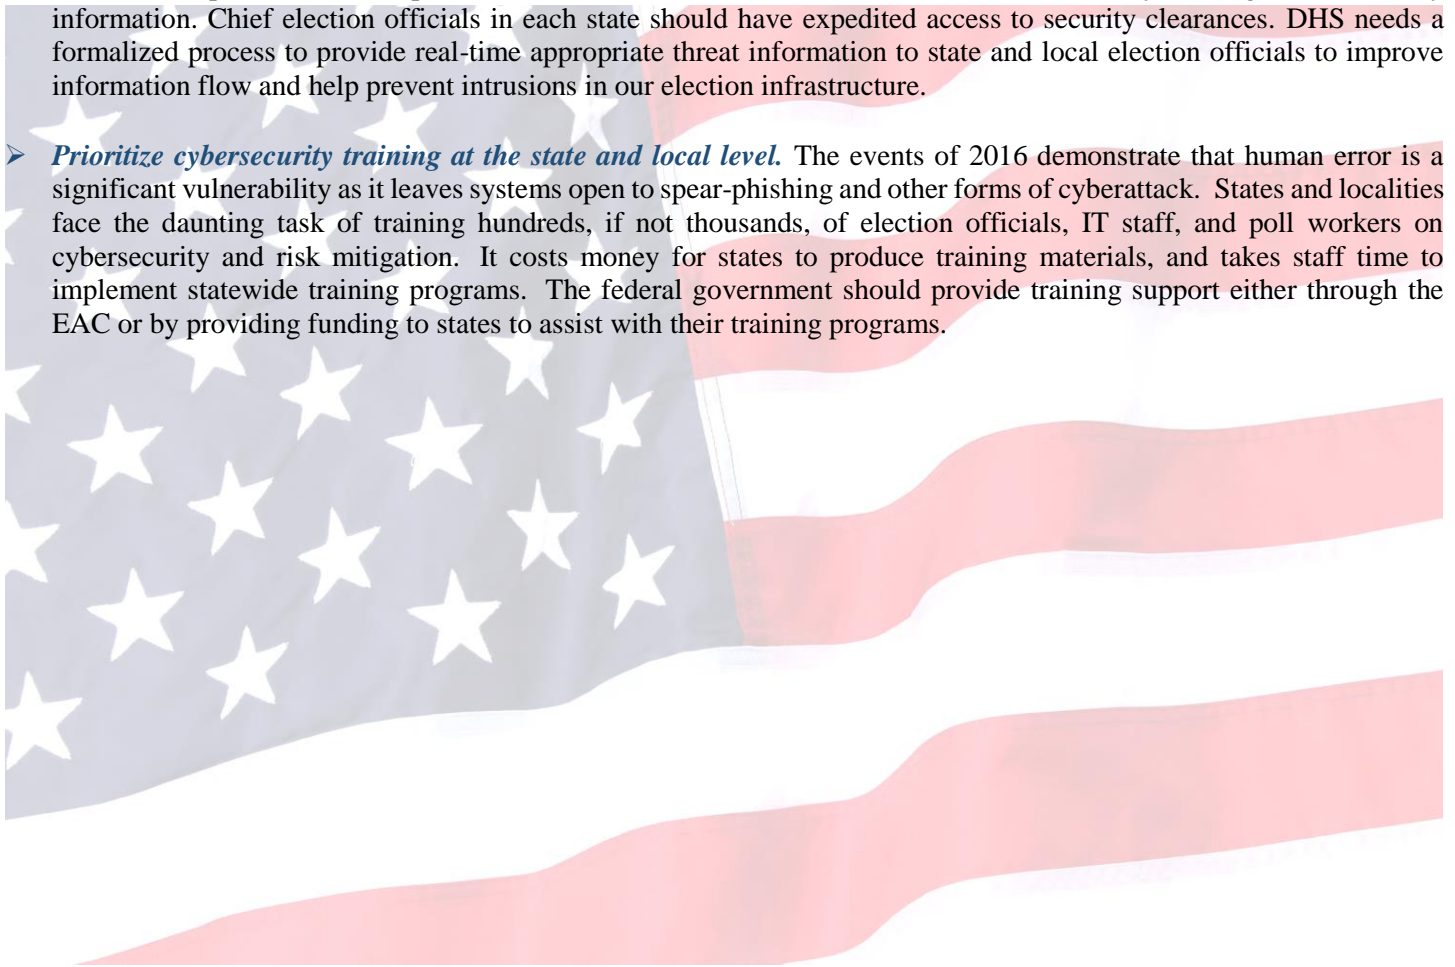 information. Chief election officials in each state should have expedited access to security clearances. DHS needs a
formalized process to provide real-time appropriate threat information to state and local election officials to improve
information flow and help prevent intrusions in our election infrastructure.
➢ Prioritize cybersecurity training at the state and local level. The events of 2016 demonstrate that human error is a
significant vulnerability as it leaves systems open to spear-phishing and other forms of cyberattack. States and localities
face the daunting task of training hundreds, if not thousands, of election officials, IT staff, and poll workers on
cybersecurity and risk mitigation. It costs money for states to produce training materials, and takes staff time to
implement statewide training programs. The federal government should provide training support either through the
EAC or by providing funding to states to assist with their training programs.